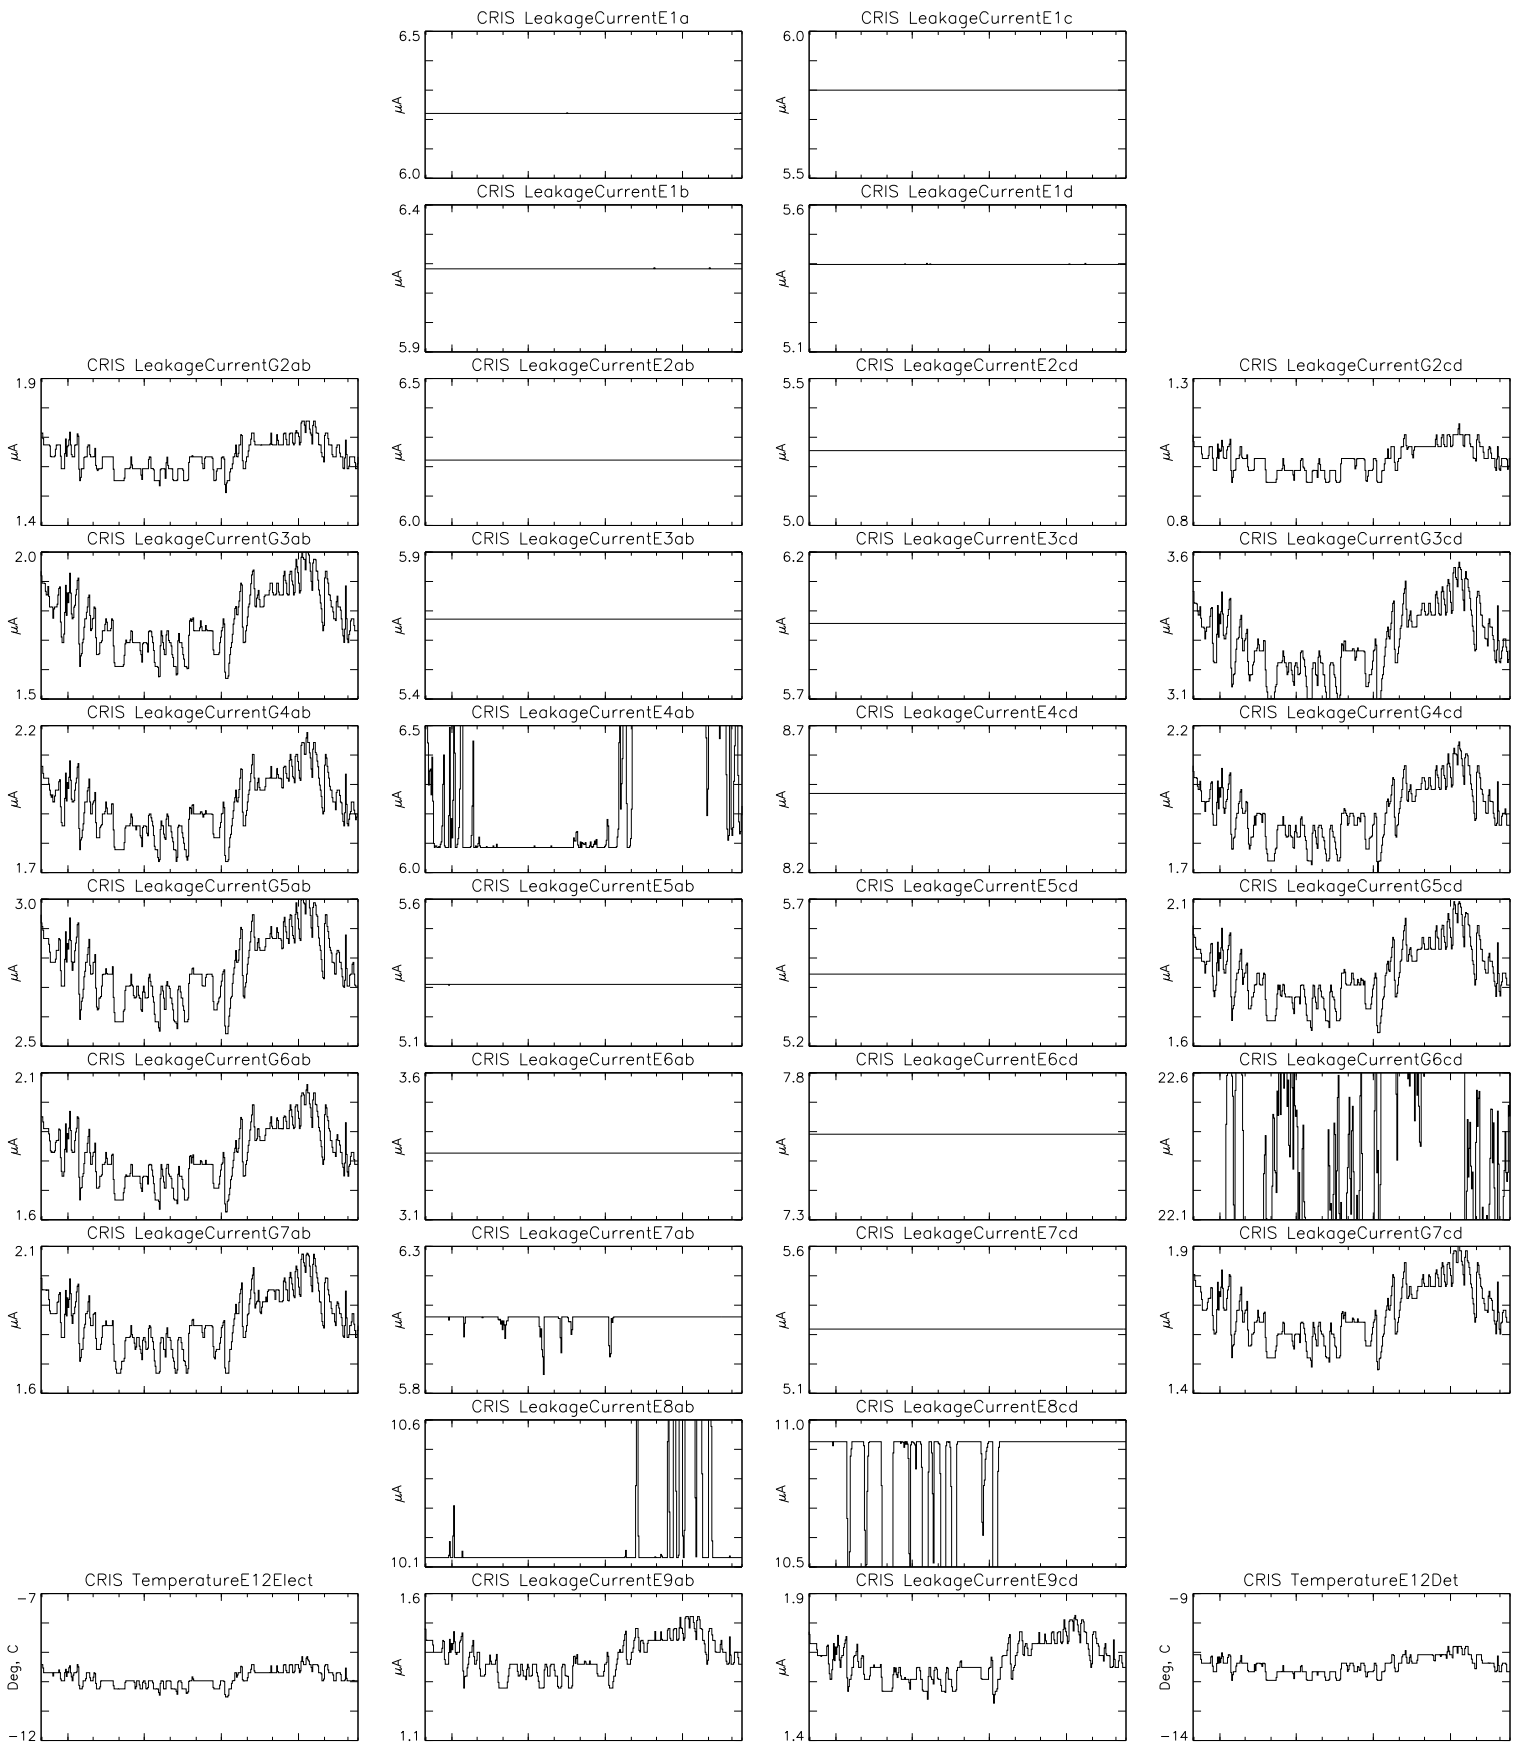 CRIS LeakageCurrentE1a
6.5
μA
6.0
CRIS LeakageCurrentE1c
6.0
μA
5.5
CRIS LeakageCurrentE1b
6.4
μA
5.9
CRIS LeakageCurrentE1d
5.6
μA
5.1
CRIS LeakageCurrentG2ab
1.9
μA
1.4
CRIS LeakageCurrentE2ab
6.5
μA
6.0
CRIS LeakageCurrentE2cd
5.5
μA
5.0
CRIS LeakageCurrentG2cd
1.3
μA
0.8
CRIS LeakageCurrentG3ab
2.0
μA
1.5
CRIS LeakageCurrentE3ab
5.9
μA
5.4
CRIS LeakageCurrentE3cd
6.2
μA
5.7
CRIS LeakageCurrentG3cd
3.6
μA
3.1
CRIS LeakageCurrentG4ab
2.2
μA
1.7
CRIS LeakageCurrentE4ab
6.5
μA
6.0
CRIS LeakageCurrentE4cd
8.7
μA
8.2
CRIS LeakageCurrentG4cd
2.2
μA
1.7
CRIS LeakageCurrentG5ab
3.0
μA
2.5
CRIS LeakageCurrentE5ab
5.6
μA
5.1
CRIS LeakageCurrentE5cd
5.7
μA
5.2
CRIS LeakageCurrentG5cd
2.1
μA
1.6
CRIS LeakageCurrentG6ab
2.1
μA
1.6
CRIS LeakageCurrentE6ab
3.6
μA
3.1
CRIS LeakageCurrentE6cd
7.8
μA
7.3
CRIS LeakageCurrentG6cd
22.6
μA
22.1
CRIS LeakageCurrentG7ab
2.1
μA
1.6
CRIS LeakageCurrentE7ab
6.3
μA
5.8
CRIS LeakageCurrentE7cd
5.6
μA
5.1
CRIS LeakageCurrentG7cd
1.9
μA
1.4
CRIS LeakageCurrentE8ab
10.6
μA
10.1
CRIS LeakageCurrentE8cd
11.0
μA
10.5
CRIS TemperatureE12Elect
-7
Deg, C
-12
CRIS LeakageCurrentE9ab
1.6
μA
1.1
CRIS LeakageCurrentE9cd
1.9
μA
1.4
CRIS TemperatureE12Det
-9
Deg, C
-14